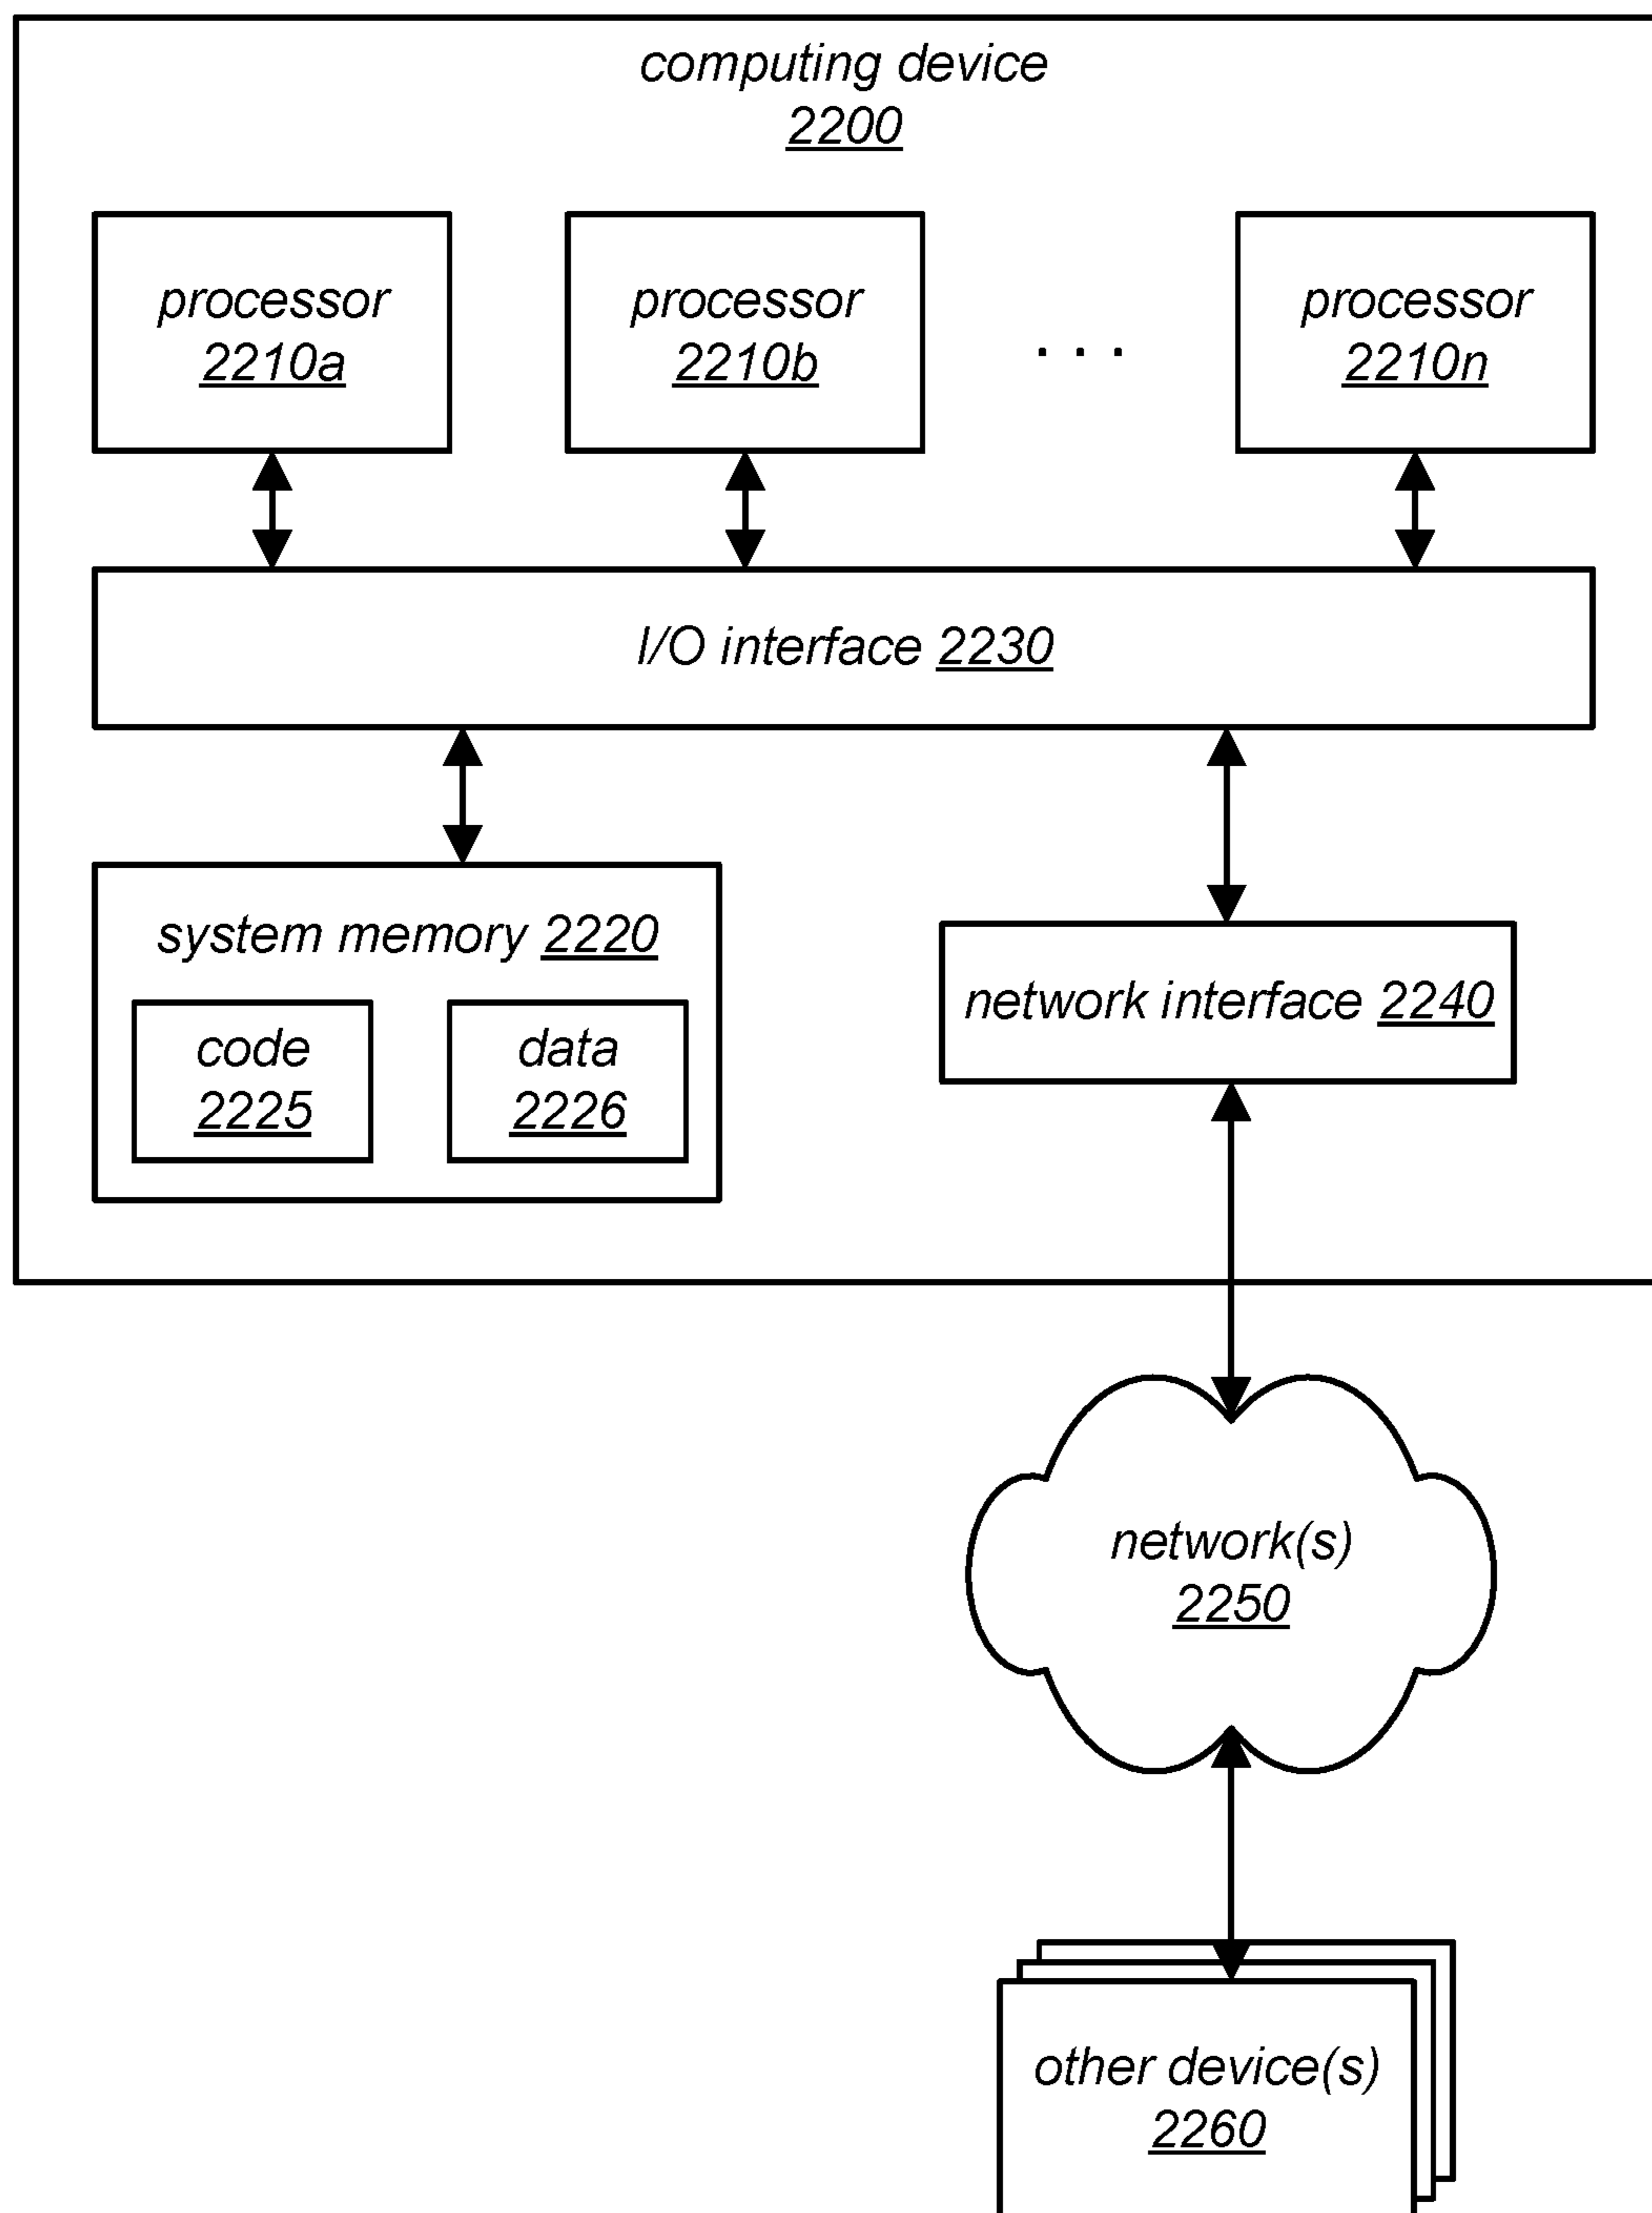 computing device
2200
processor
2210a
processor
2210b
. . .
processor
2210n
I/O interface 2230
system memory 2220
code
2225
data
2226
network interface 2240
network(s)
2250
other device(s)
2260